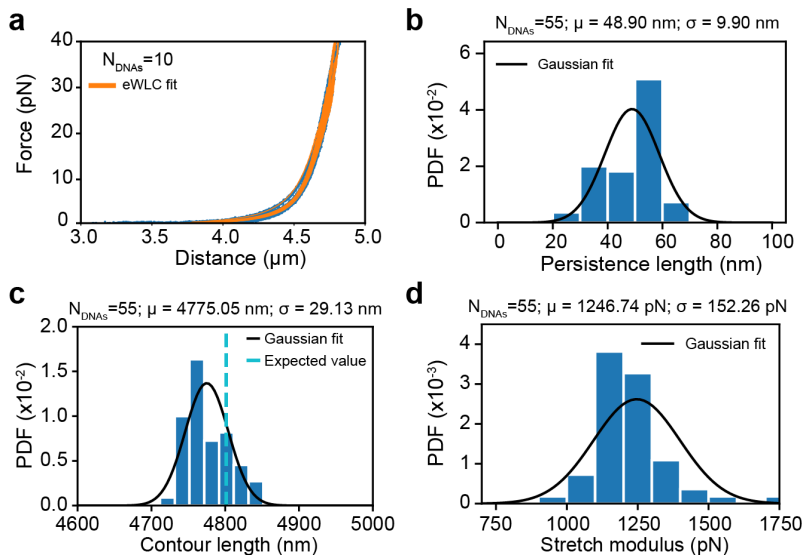 a
N_DNAs=10
eWLC fit
Force (pN)
40
30
20
10
0
3.0 3.5 4.0 4.5 5.0
Distance (µm)
b
N_DNAs=55; µ = 48.90 nm; σ = 9.90 nm
Gaussian fit
PDF (x10⁻²)
6
4
2
0
0 20 40 60 80 100
Persistence length (nm)
c
N_DNAs=55; µ = 4775.05 nm; σ = 29.13 nm
Gaussian fit
Expected value
PDF (x10⁻²)
2.0
1.5
1.0
0.5
0.0
4600 4700 4800 4900 5000
Contour length (nm)
d
N_DNAs=55; µ = 1246.74 pN; σ = 152.26 pN
Gaussian fit
PDF (x10⁻³)
4
3
2
1
0
750 1000 1250 1500 1750
Stretch modulus (pN)